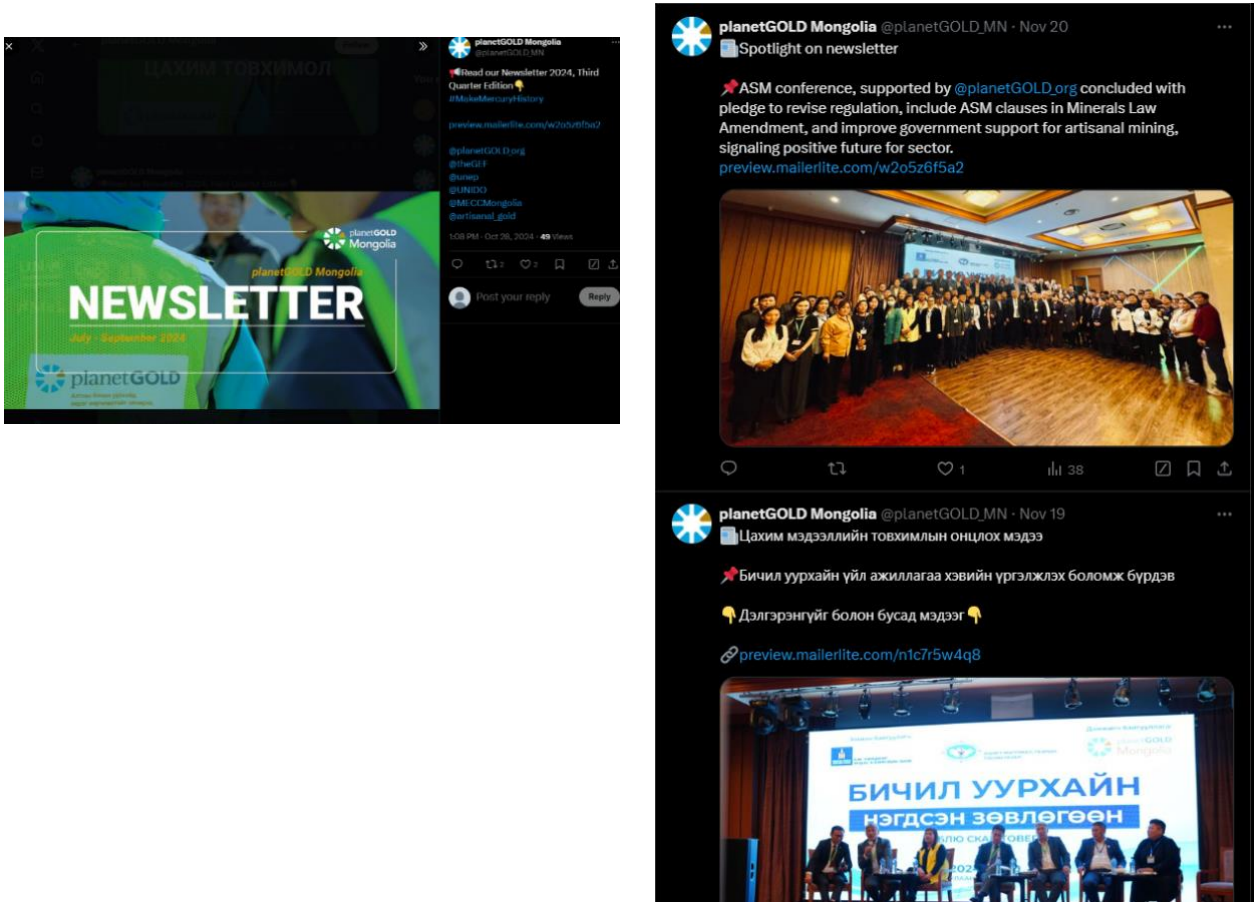 ЦАХИМ ТОВХИМОЛ
planetGOLD
Mongolia
planetGOLD Mongolia
NEWSLETTER
July - September 2024
planetGOLD
planetGOLD Mongolia
@planetGOLD_MN
Read our Newsletter 2024, Third
Quarter Edition
#MakeMercuryHistory
preview.mailerlite.com/w2o5z6f5a2
@planetGOLD_org
@theGEF
@unep
@UNIDO
@MECCMongolia
@artisanal_gold
1:08 PM · Oct 28, 2024 · 49 Views
2
2
Post your reply
Reply
planetGOLD Mongolia @planetGOLD_MN · Nov 20
Spotlight on newsletter
ASM conference, supported by @planetGOLD_org concluded with
pledge to revise regulation, include ASM clauses in Minerals Law
Amendment, and improve government support for artisanal mining,
signaling positive future for sector.
preview.mailerlite.com/w2o5z6f5a2
1
38
planetGOLD Mongolia @planetGOLD_MN · Nov 19
Цахим мэдээллийн товхимлын онцлох мэдээ
Бичил уурхайн үйл ажиллагаа хэвийн үргэлжлэх боломж бүрдэв
Дэлгэрэнгүйг болон бусад мэдээг
preview.mailerlite.com/n1c7r5w4q8
planetGOLD
Mongolia
БИЧИЛ УУРХАЙН
НЭГДСЭН ЗӨВЛӨГӨӨН